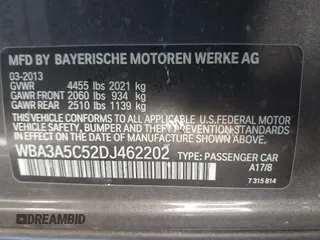 MFD BY BAYERISCHE MOTOREN WERKE AG
03-2013
GVWR 4455 lbs 2021 kg
GAWR FRONT 2060 lbs 934 kg
GAWR REAR 2510 lbs 1139 kg
THIS VEHICLE CONFORMS TO ALL APPLICABLE U.S. FEDERAL MOTOR
VEHICLE SAFETY, BUMPER, AND THEFT PREVENTION STANDARDS
IN EFFECT ON THE DATE OF MANUFACTURE SHOWN ABOVE.
WBA3A5C52DJ462202 TYPE: PASSENGER CAR
A17/8
7 315 814
DREAMBID